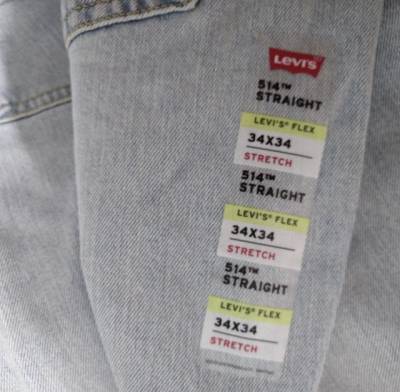 Levi's
514™
STRAIGHT
LEVI'S® FLEX
34X34
STRETCH
514™
STRAIGHT
LEVI'S® FLEX
34X34
STRETCH
514™
STRAIGHT
LEVI'S® FLEX
34X34
STRETCH